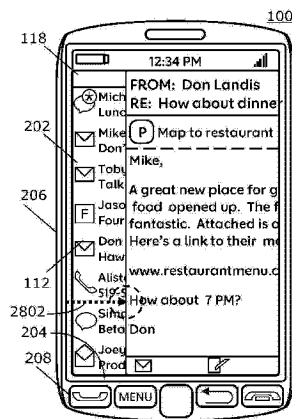 100
118
12:34 PM
FROM: Don Landis
RE: How about dinne
P Map to restaurant
Mich
Lunc
Mike
Don'
Toby
Talk
F Jaso
Four
Don
Haw
Alist
519-5
Simo
Beto
Joey
Prod
Mike,
A great new place for g
food opened up. The f
fantastic. Attached is a
Here's a link to their me
www.restaurantmenu.c
How about 7 PM?
Don
202
206
112
2802
204
208
MENU